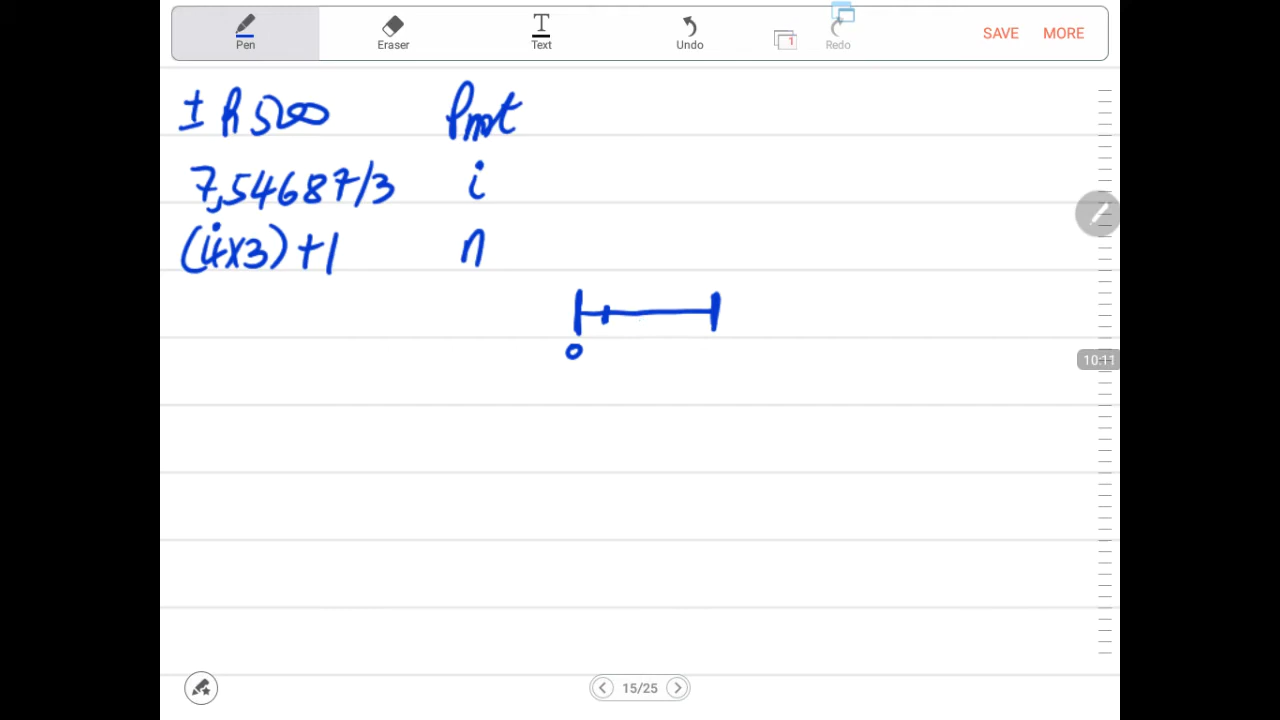 Pen Eraser Text Undo 1 Redo SAVE MORE
± R 500 Pmt
7,54687/3 i
(4x3)+1 n
0
10:11
15/25